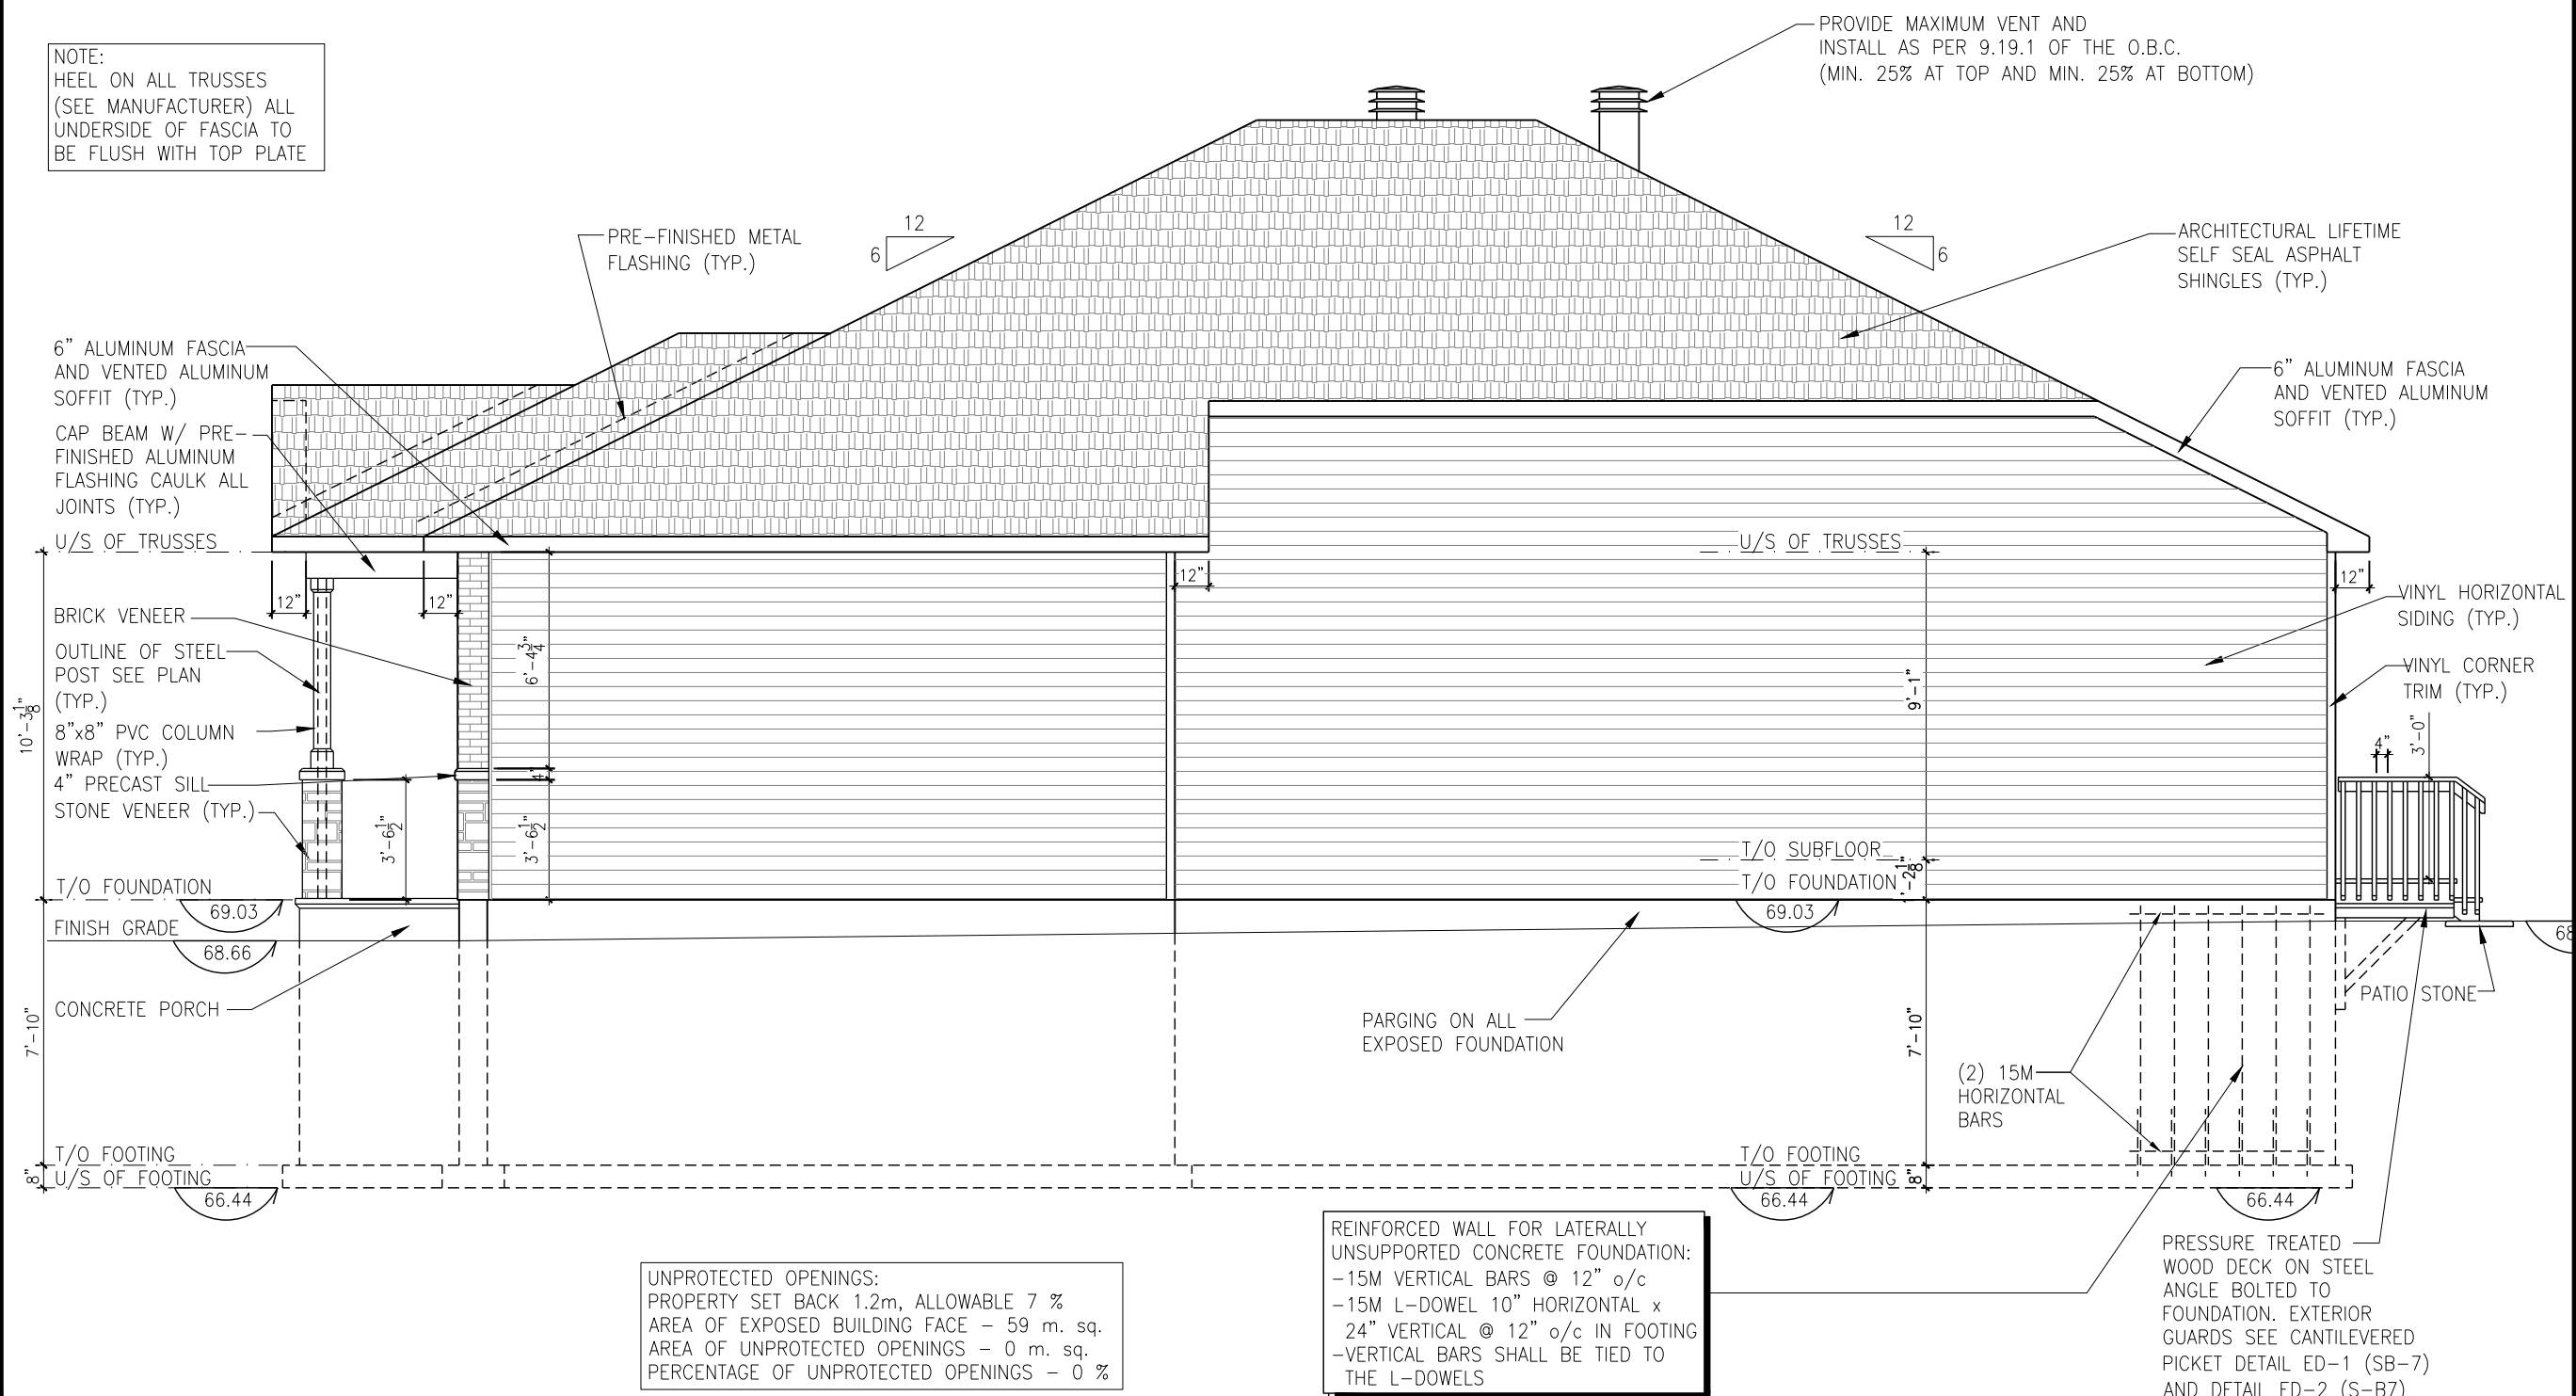 NOTE:
HEEL ON ALL TRUSSES
(SEE MANUFACTURER) ALL
UNDERSIDE OF FASCIA TO
BE FLUSH WITH TOP PLATE
PROVIDE MAXIMUM VENT AND
INSTALL AS PER 9.19.1 OF THE O.B.C.
(MIN. 25% AT TOP AND MIN. 25% AT BOTTOM)
PRE-FINISHED METAL
FLASHING (TYP.)
12
6
12
6
ARCHITECTURAL LIFETIME
SELF SEAL ASPHALT
SHINGLES (TYP.)
6" ALUMINUM FASCIA
AND VENTED ALUMINUM
SOFFIT (TYP.)
6" ALUMINUM FASCIA
AND VENTED ALUMINUM
SOFFIT (TYP.)
CAP BEAM W/ PRE-
FINISHED ALUMINUM
FLASHING CAULK ALL
JOINTS (TYP.)
U/S OF TRUSSES
U/S OF TRUSSES
12"
12"
12"
12"
BRICK VENEER
OUTLINE OF STEEL
POST SEE PLAN
(TYP.)
8"x8" PVC COLUMN
WRAP (TYP.)
4" PRECAST SILL
STONE VENEER (TYP.)
10'-3 1/8"
6'-4 3/4"
4"
3'-6 1/2"
3'-6 1/2"
9'-1"
VINYL HORIZONTAL
SIDING (TYP.)
VINYL CORNER
TRIM (TYP.)
4"
3'-0"
T/O SUBFLOOR
T/O FOUNDATION
T/O FOUNDATION
69.03
69.03
FINISH GRADE
68.66
68
CONCRETE PORCH
7'-10"
7'-10"
PARGING ON ALL
EXPOSED FOUNDATION
PATIO STONE
(2) 15M
HORIZONTAL
BARS
T/O FOOTING
U/S OF FOOTING
8"
66.44
T/O FOOTING
U/S OF FOOTING
8"
66.44
66.44
UNPROTECTED OPENINGS:
PROPERTY SET BACK 1.2m, ALLOWABLE 7 %
AREA OF EXPOSED BUILDING FACE - 59 m. sq.
AREA OF UNPROTECTED OPENINGS - 0 m. sq.
PERCENTAGE OF UNPROTECTED OPENINGS - 0 %
REINFORCED WALL FOR LATERALLY
UNSUPPORTED CONCRETE FOUNDATION:
-15M VERTICAL BARS @ 12" o/c
-15M L-DOWEL 10" HORIZONTAL x
24" VERTICAL @ 12" o/c IN FOOTING
-VERTICAL BARS SHALL BE TIED TO
THE L-DOWELS
PRESSURE TREATED
WOOD DECK ON STEEL
ANGLE BOLTED TO
FOUNDATION. EXTERIOR
GUARDS SEE CANTILEVERED
PICKET DETAIL ED-1 (SB-7)
AND DETAIL ED-2 (S-B7)